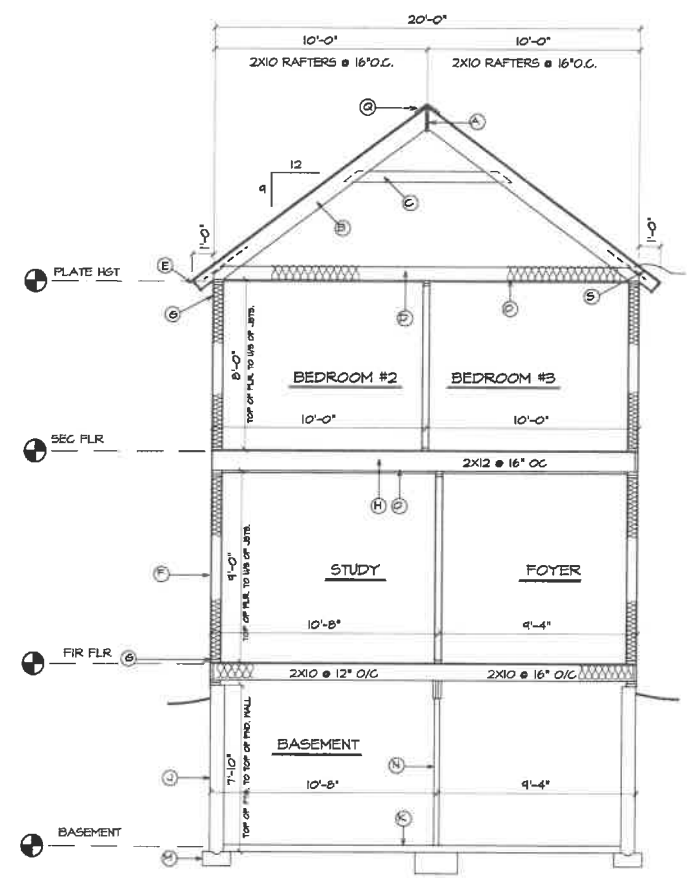 20'-0"
10'-0" 10'-0"
2X10 RAFTERS @ 16"O.C. 2X10 RAFTERS @ 16"O.C.
Q
A
12
9
C
B
1'-0" 1'-0"
E
PLATE HGT
G
D
O
S
8'-0"
TOP OF FLR. TO U/S OF JSTS.
BEDROOM #2 BEDROOM #3
10'-0" 10'-0"
SEC FLR
2X12 @ 16" OC
H
O
F
9'-0"
TOP OF FLR. TO U/S OF JSTS.
STUDY FOYER
10'-8" 9'-4"
FIR FLR
G
2X10 @ 12" O/C 2X10 @ 16" O/C
BASEMENT
J
7'-10"
TOP OF FTG. TO TOP OF FND. WALL
N
10'-8" 9'-4"
K
BASEMENT
M